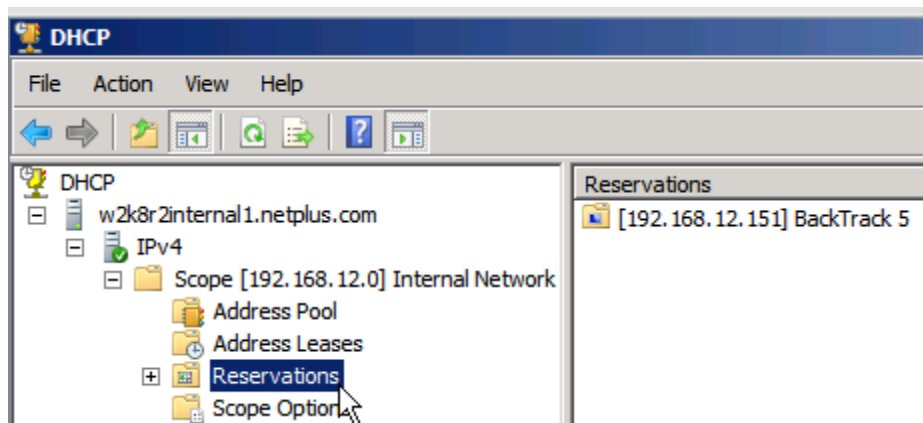 DHCP
File Action View Help
DHCP
w2k8r2internal1.netplus.com
IPv4
Scope [192.168.12.0] Internal Network
Address Pool
Address Leases
Reservations
Scope Option
Reservations
[192.168.12.151] BackTrack 5